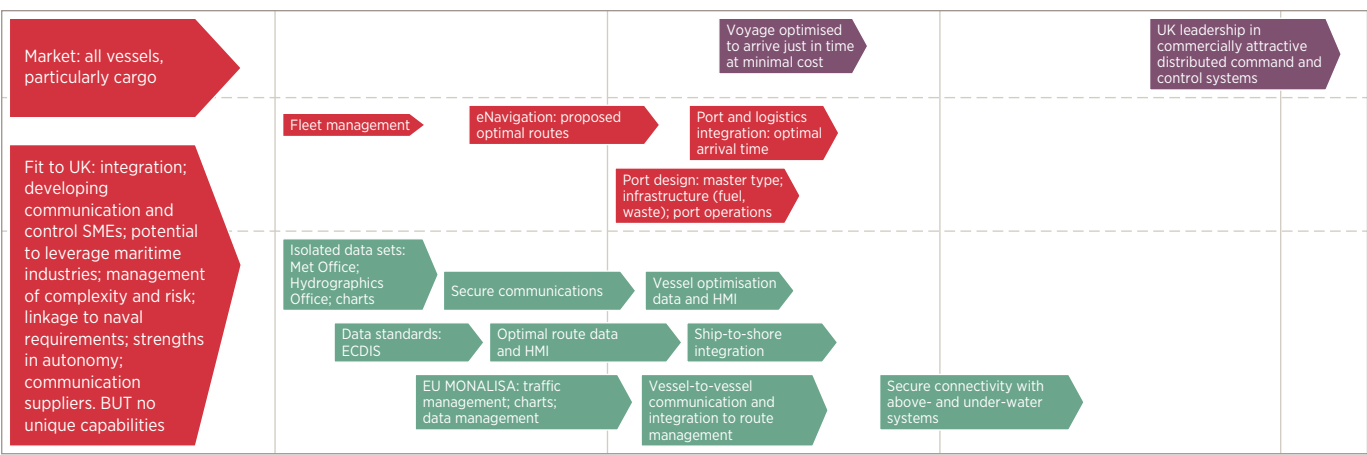 Market: all vessels,
particularly cargo
Voyage optimised
to arrive just in time
at minimal cost
UK leadership in
commercially attractive
distributed command and
control systems
Fleet management
eNavigation: proposed
optimal routes
Port and logistics
integration: optimal
arrival time
Port design: master type;
infrastructure (fuel,
waste); port operations
Fit to UK: integration;
developing
communication and
control SMEs; potential
to leverage maritime
industries; management
of complexity and risk;
linkage to naval
requirements; strengths
in autonomy;
communication
suppliers. BUT no
unique capabilities
Isolated data sets:
Met Office;
Hydrographics
Office; charts
Secure communications
Vessel optimisation
data and HMI
Data standards:
ECDIS
Optimal route data
and HMI
Ship-to-shore
integration
EU MONALISA: traffic
management; charts;
data management
Vessel-to-vessel
communication and
integration to route
management
Secure connectivity with
above- and under-water
systems